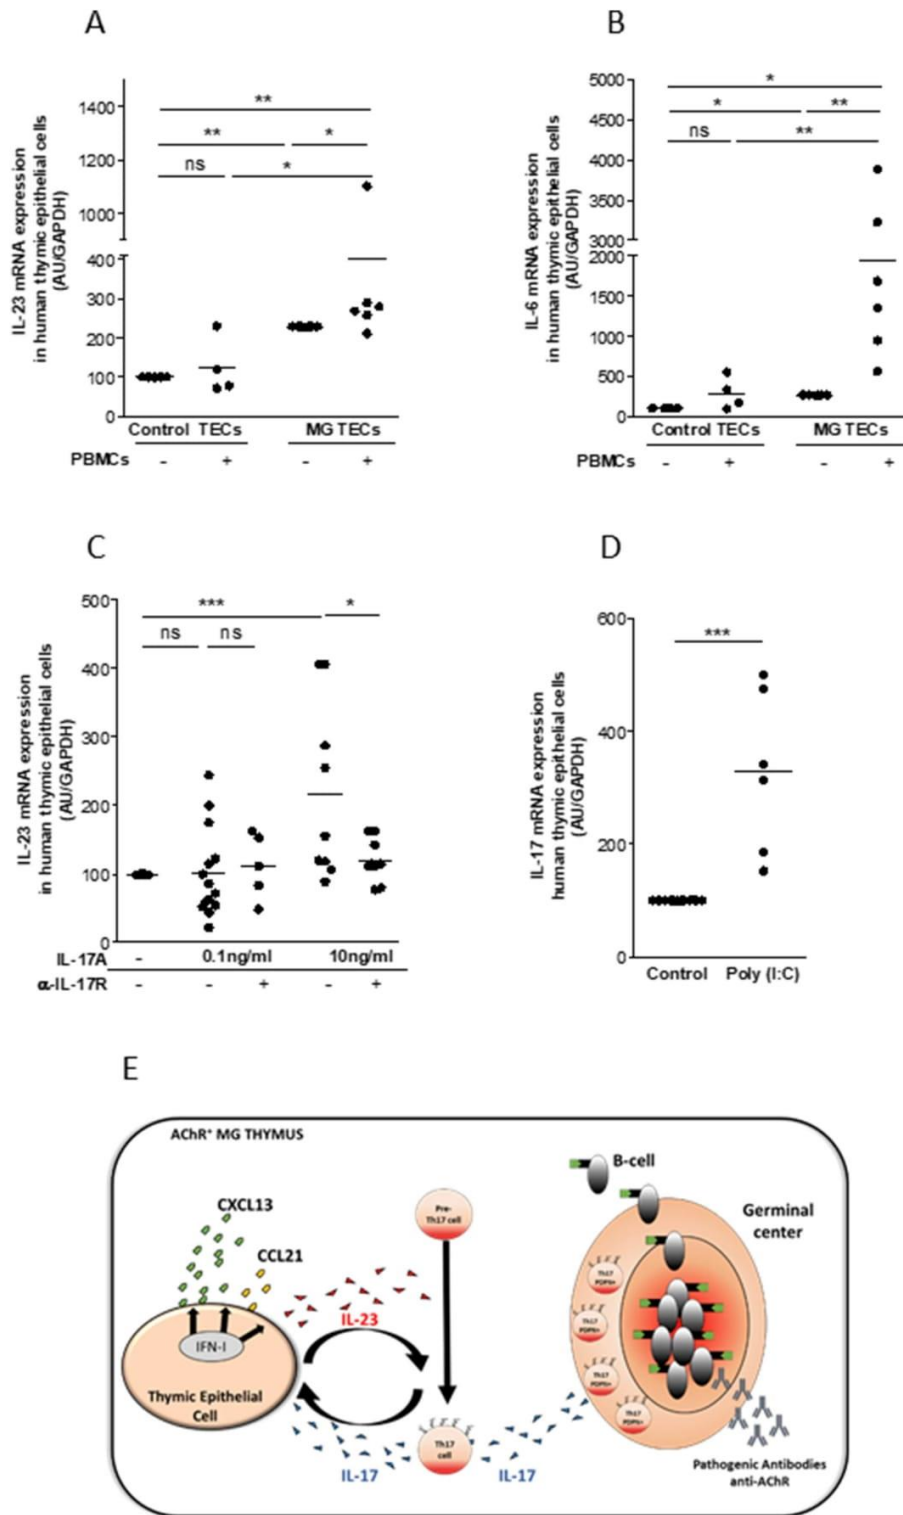 A
IL-23 mRNA expression
in human thymic epithelial cells
(AU/GAPDH)
1400
1200
1000
400
300
200
100
0
**
** *
ns *
Control TECs MG TECs
PBMCs - + - +
B
IL-6 mRNA expression
in human thymic epithelial cells
(AU/GAPDH)
5000
4500
4000
3500
3000
2000
1500
1000
500
0
*
* **
ns **
Control TECs MG TECs
PBMCs - + - +
C
IL-23 mRNA expression
in human thymic epithelial cells
(AU/GAPDH)
500
400
300
200
100
0
*** *
ns ns
IL-17A - 0.1ng/ml 10ng/ml
α-IL-17R - - + - +
D
IL-17 mRNA expression
human thymic epithelial cells
(AU/GAPDH)
600
400
200
0
***
Control Poly (I:C)
E
AChR⁺ MG THYMUS
CXCL13
CCL21
IFN-I
Thymic Epithelial
Cell
IL-23
Pre-
Th17 cell
Th17
cell
IL-17
IL-17
B-cell
Germinal
center
Th17
Th17
Th17
Th17
Pathogenic Antibodies
anti-AChR